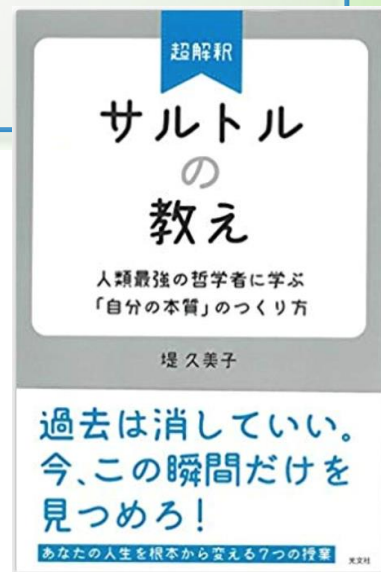 超解釈
サルトル
の
教え
人類最強の哲学者に学ぶ
「自分の本質」のつくり方
堤 久美子
過去は消していい。
今、この瞬間だけを
見つめろ！
あなたの人生を根本から変える7つの授業
光文社